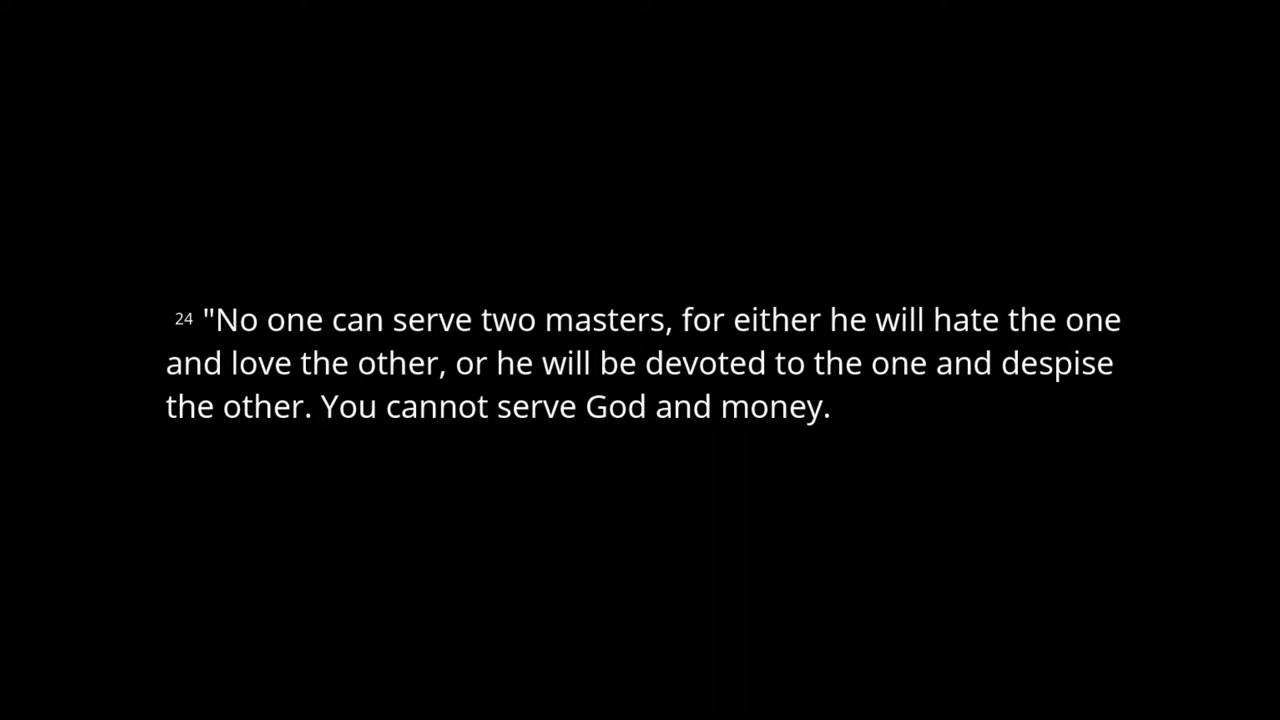 24 "No one can serve two masters, for either he will hate the one
and love the other, or he will be devoted to the one and despise
the other. You cannot serve God and money.